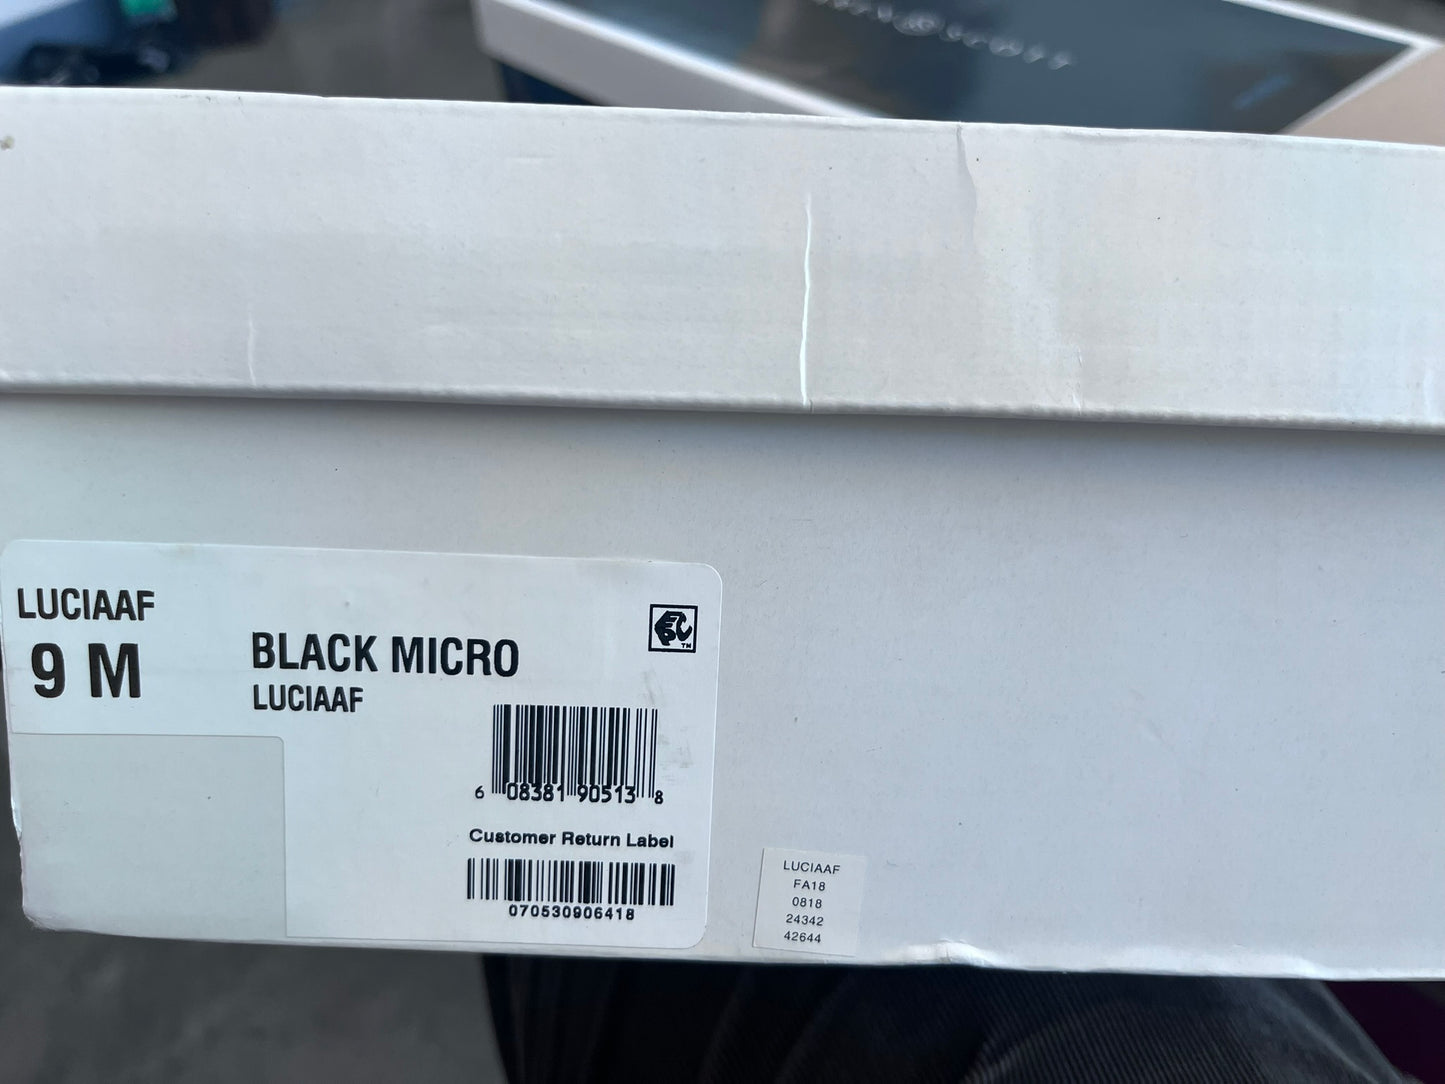 LUCIAAF
9 M
BLACK MICRO
LUCIAAF
6 08381 90513 8
Customer Return Label
070530906418
LUCIAAF
FA18
0818
24342
42644